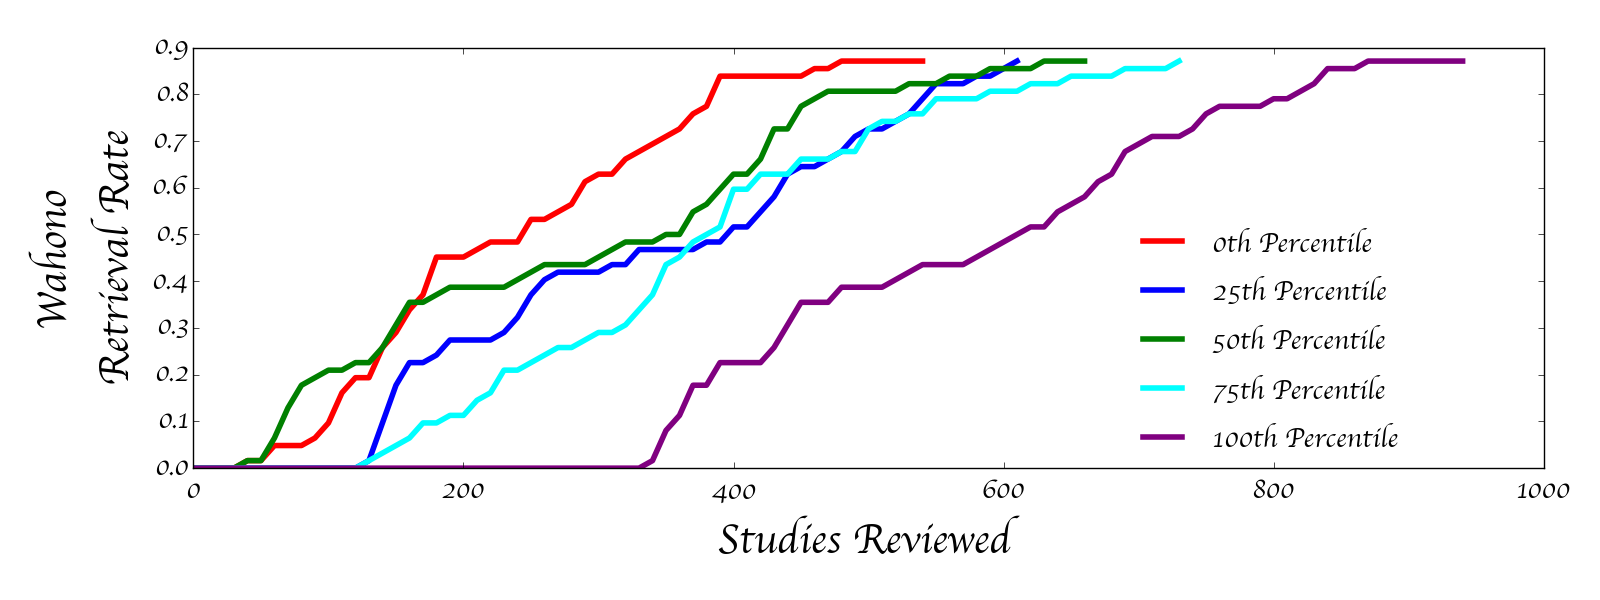 Wahono
Retrieval Rate
0.9
0.8
0.7
0.6
0.5
0.4
0.3
0.2
0.1
0.0
0 200 400 600 800 1000
Studies Reviewed
0th Percentile
25th Percentile
50th Percentile
75th Percentile
100th Percentile